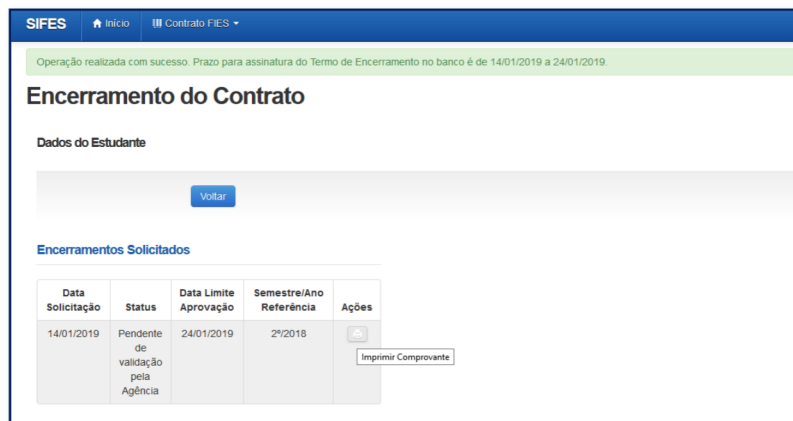 SIFES Início Contrato FIES
Operação realizada com sucesso. Prazo para assinatura do Termo de Encerramento no banco é de 14/01/2019 a 24/01/2019.
Encerramento do Contrato
Dados do Estudante
Voltar
Encerramentos Solicitados
Data Solicitação Status Data Limite Aprovação Semestre/Ano Referência Ações
14/01/2019 Pendente de validação pela Agência 24/01/2019 2º/2018
Imprimir Comprovante